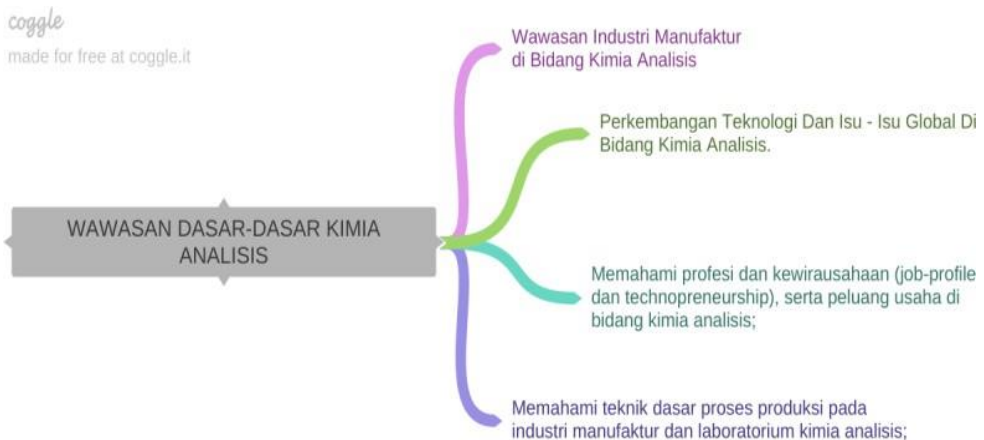 coggle
made for free at coggle.it
WAWASAN DASAR-DASAR KIMIA
ANALISIS
Wawasan Industri Manufaktur
di Bidang Kimia Analisis
Perkembangan Teknologi Dan Isu - Isu Global Di
Bidang Kimia Analisis.
Memahami profesi dan kewirausahaan (job-profile
dan technopreneurship), serta peluang usaha di
bidang kimia analisis;
Memahami teknik dasar proses produksi pada
industri manufaktur dan laboratorium kimia analisis;